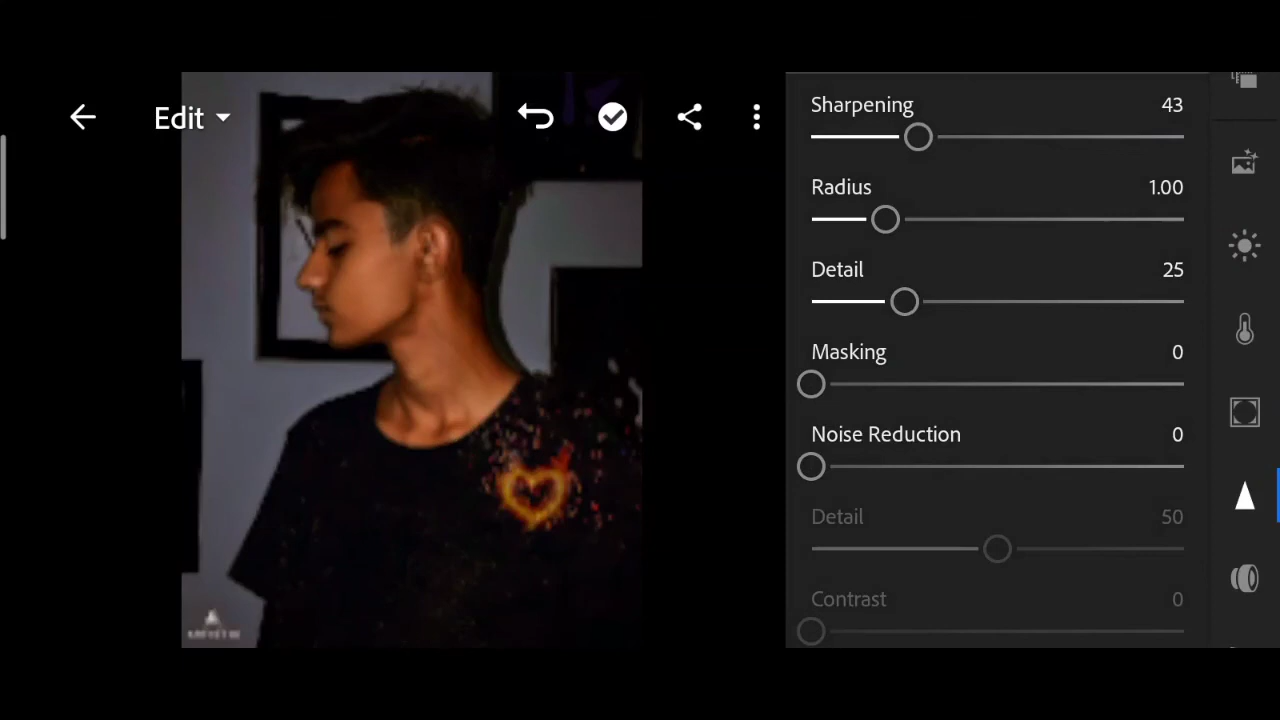 Edit
Sharpening 43
Radius 1.00
Detail 25
Masking 0
Noise Reduction 0
Detail 50
Contrast 0